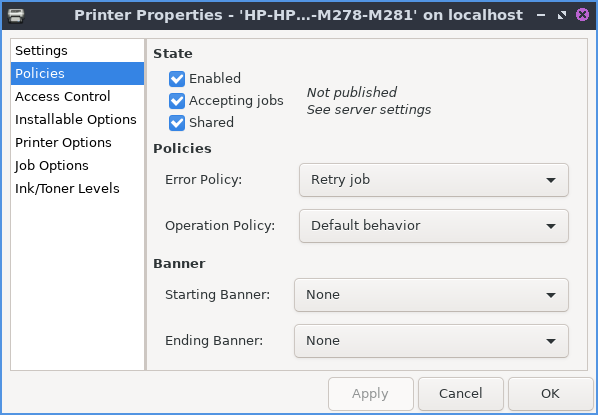 Printer Properties - 'HP-HP...-M278-M281' on localhost
Settings
Policies
Access Control
Installable Options
Printer Options
Job Options
Ink/Toner Levels
State
Enabled
Accepting jobs
Shared
Not published
See server settings
Policies
Error Policy: Retry job
Operation Policy: Default behavior
Banner
Starting Banner: None
Ending Banner: None
Apply Cancel OK